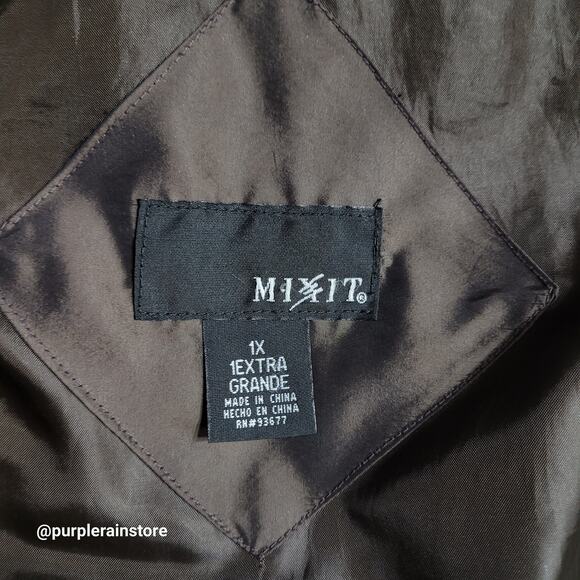 MIXIT®
1X
1EXTRA
GRANDE
MADE IN CHINA
HECHO EN CHINA
RN#93677
@purplerainstore